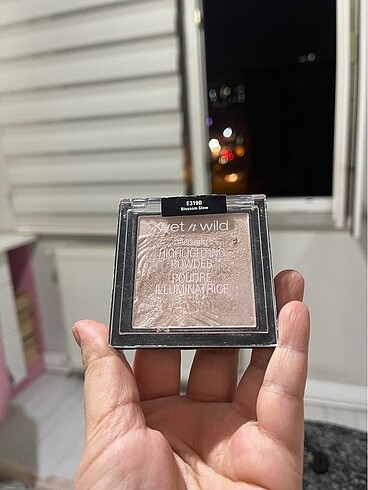 E319B
Blossom Glow
wet n wild
HIGHLIGHTING
POWDER
POUDRE
ILLUMINATRICE